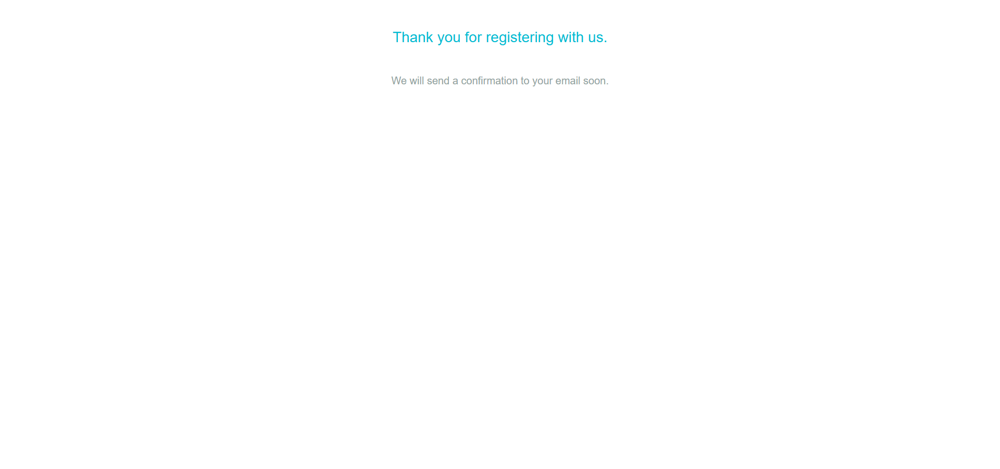 Thank you for registering with us.
We will send a confirmation to your email soon.